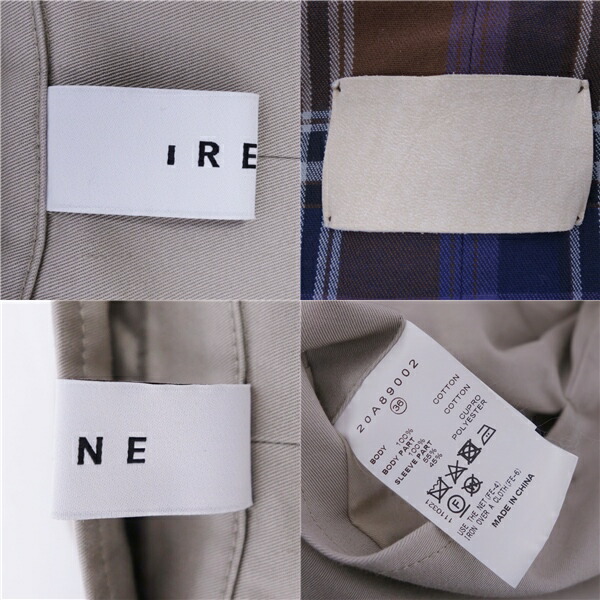 IRE
NE
20A89002
38
BODY 100% COTTON
BODY PART 100% COTTON
SLEEVE PART 55% CUPRO
45% POLYESTER
USE THE NET(FE-4)
IRON OVER A CLOTH(FE-6)
MADE IN CHINA